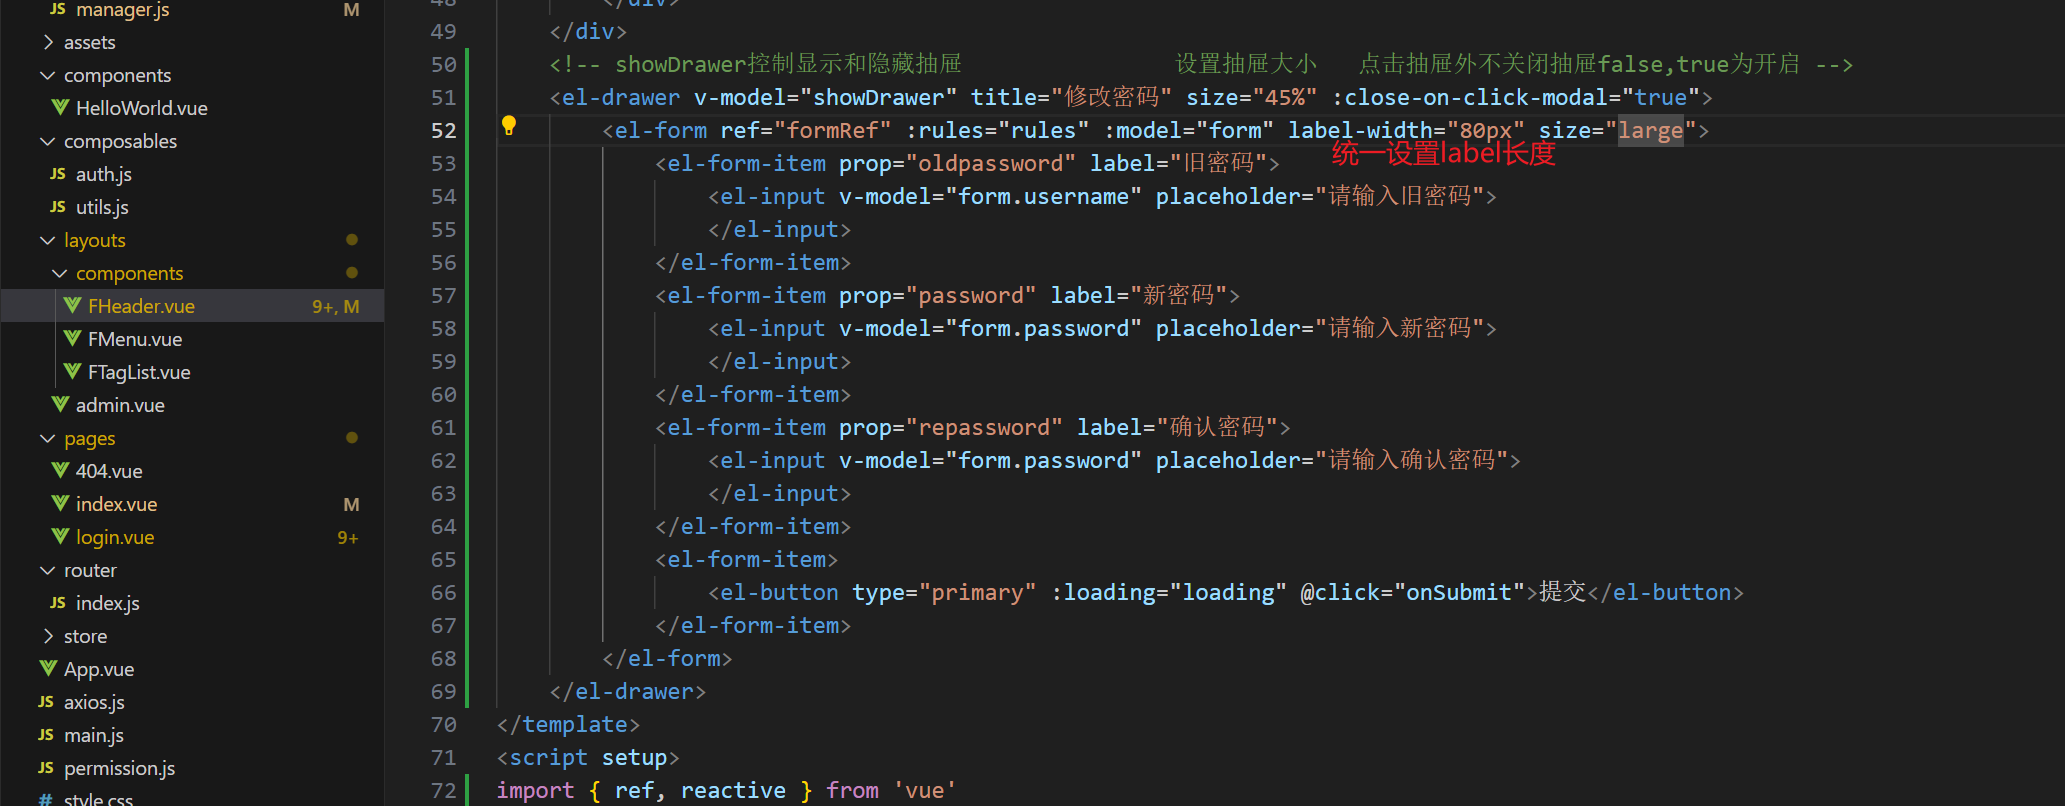 JS manager.js M
assets
components
HelloWorld.vue
composables
JS auth.js
JS utils.js
layouts
components
FHeader.vue 9+, M
FMenu.vue
FTagList.vue
admin.vue
pages
404.vue
index.vue M
login.vue 9+
router
JS index.js
store
App.vue
JS axios.js
JS main.js
JS permission.js
# style.css
48 </div>
49 </div>
50 <!-- showDrawer控制显示和隐藏抽屉 设置抽屉大小 点击抽屉外不关闭抽屉false,true为开启 -->
51 <el-drawer v-model="showDrawer" title="修改密码" size="45%" :close-on-click-modal="true">
52 <el-form ref="formRef" :rules="rules" :model="form" label-width="80px" size="large">
统一设置label长度
53 <el-form-item prop="oldpassword" label="旧密码">
54 <el-input v-model="form.username" placeholder="请输入旧密码">
55 </el-input>
56 </el-form-item>
57 <el-form-item prop="password" label="新密码">
58 <el-input v-model="form.password" placeholder="请输入新密码">
59 </el-input>
60 </el-form-item>
61 <el-form-item prop="repassword" label="确认密码">
62 <el-input v-model="form.password" placeholder="请输入确认密码">
63 </el-input>
64 </el-form-item>
65 <el-form-item>
66 <el-button type="primary" :loading="loading" @click="onSubmit">提交</el-button>
67 </el-form-item>
68 </el-form>
69 </el-drawer>
70 </template>
71 <script setup>
72 import { ref, reactive } from 'vue'